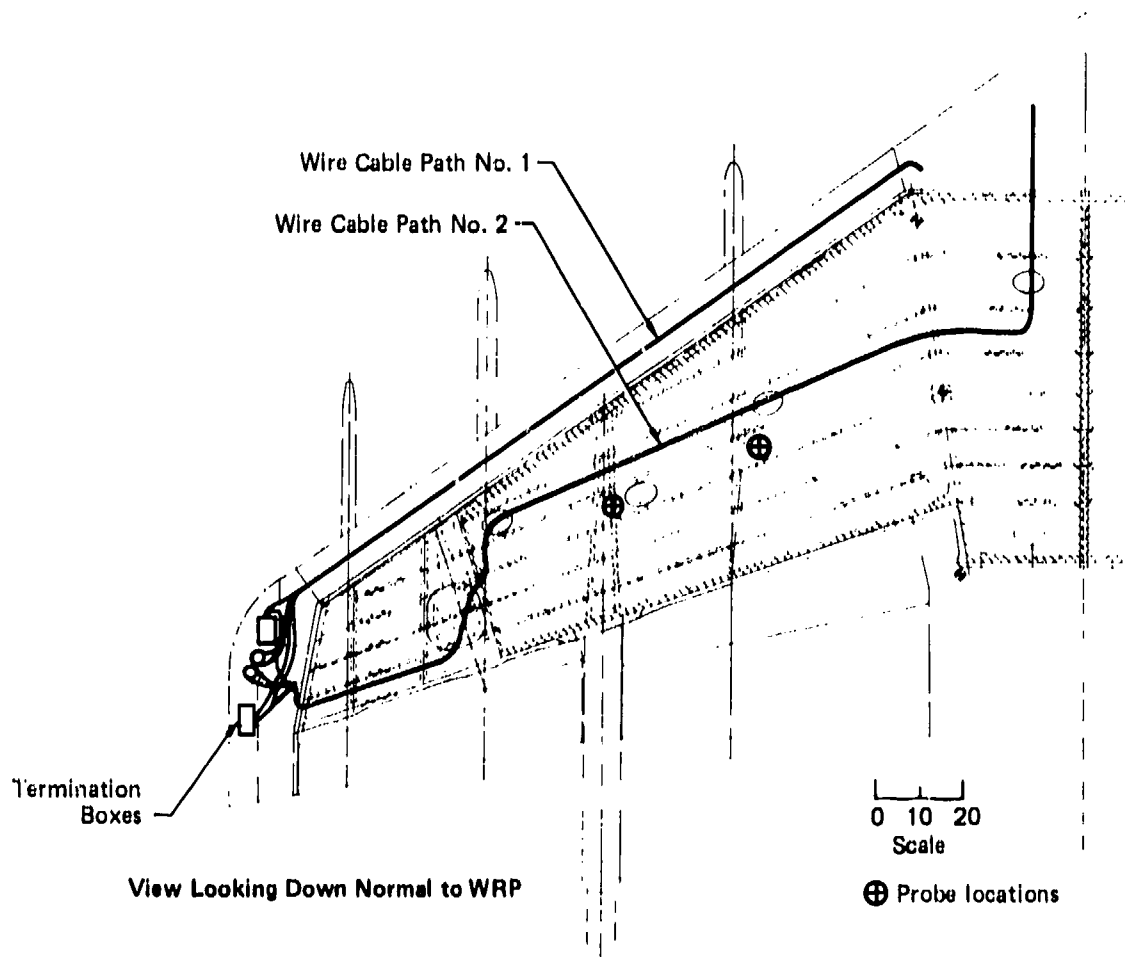 Wire Cable Path No. 1
Wire Cable Path No. 2
Termination
Boxes
0 10 20
Scale
View Looking Down Normal to WRP
⊕ Probe locations